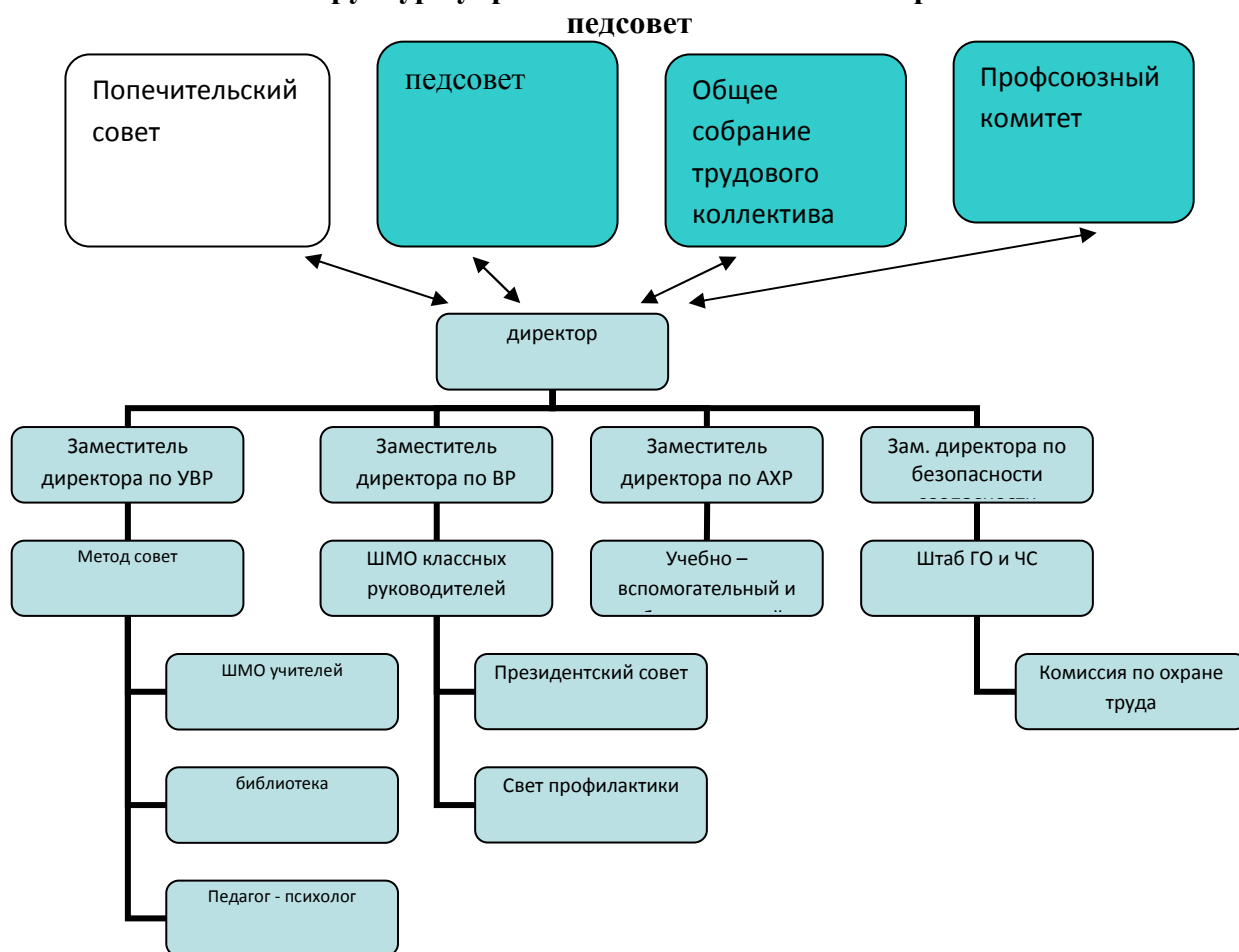 педсовет
Попечительский
совет
педсовет
Общее
собрание
трудового
коллектива
Профсоюзный
комитет
директор
Заместитель
директора по УВР
Заместитель
директора по ВР
Заместитель
директора по АХР
Зам. директора по
безопасности
Метод совет
ШМО классных
руководителей
Учебно –
вспомогательный и
Штаб ГО и ЧС
ШМО учителей
Президентский совет
Комиссия по охране
труда
библиотека
Свет профилактики
Педагог - психолог